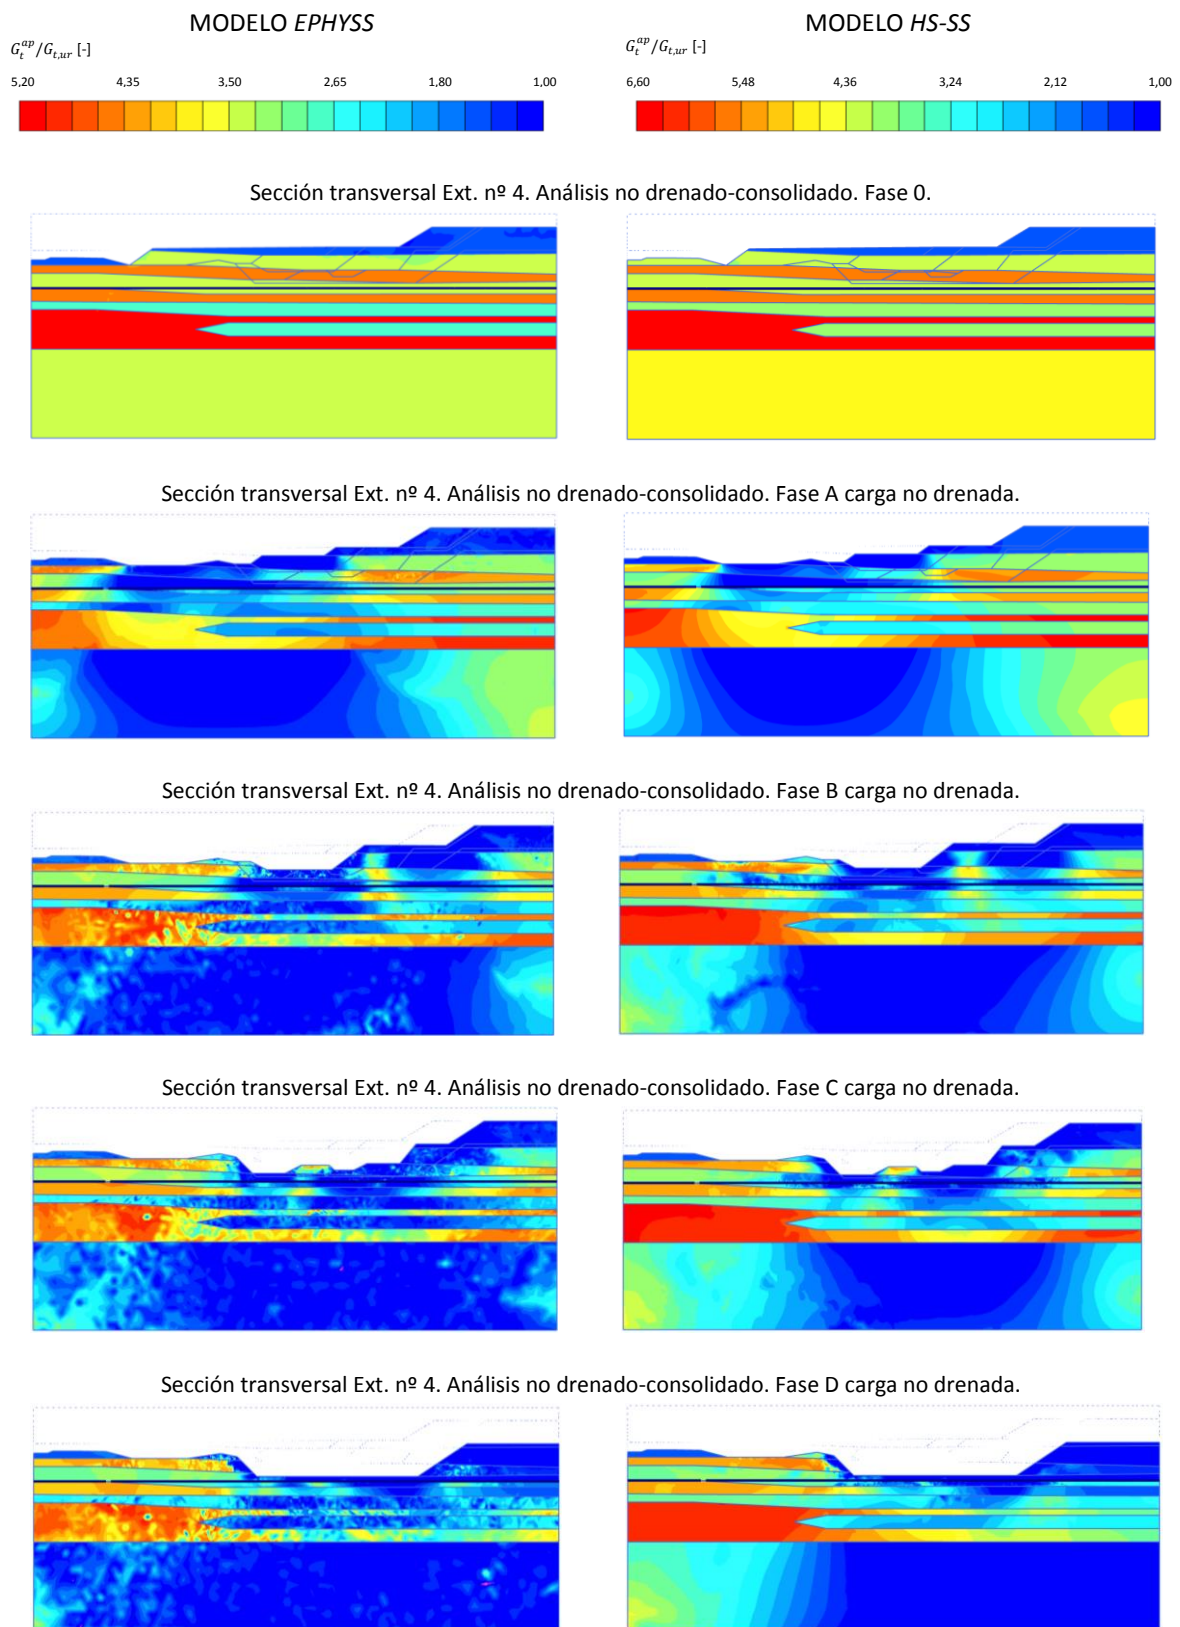 MODELO EPHYSS
MODELO HS-SS
G_t^{ap}/G_{t,ur} [-]
G_t^{ap}/G_{t,ur} [-]
5,20 4,35 3,50 2,65 1,80 1,00
6,60 5,48 4,36 3,24 2,12 1,00
Sección transversal Ext. nº 4. Análisis no drenado-consolidado. Fase 0.
Sección transversal Ext. nº 4. Análisis no drenado-consolidado. Fase A carga no drenada.
Sección transversal Ext. nº 4. Análisis no drenado-consolidado. Fase B carga no drenada.
Sección transversal Ext. nº 4. Análisis no drenado-consolidado. Fase C carga no drenada.
Sección transversal Ext. nº 4. Análisis no drenado-consolidado. Fase D carga no drenada.